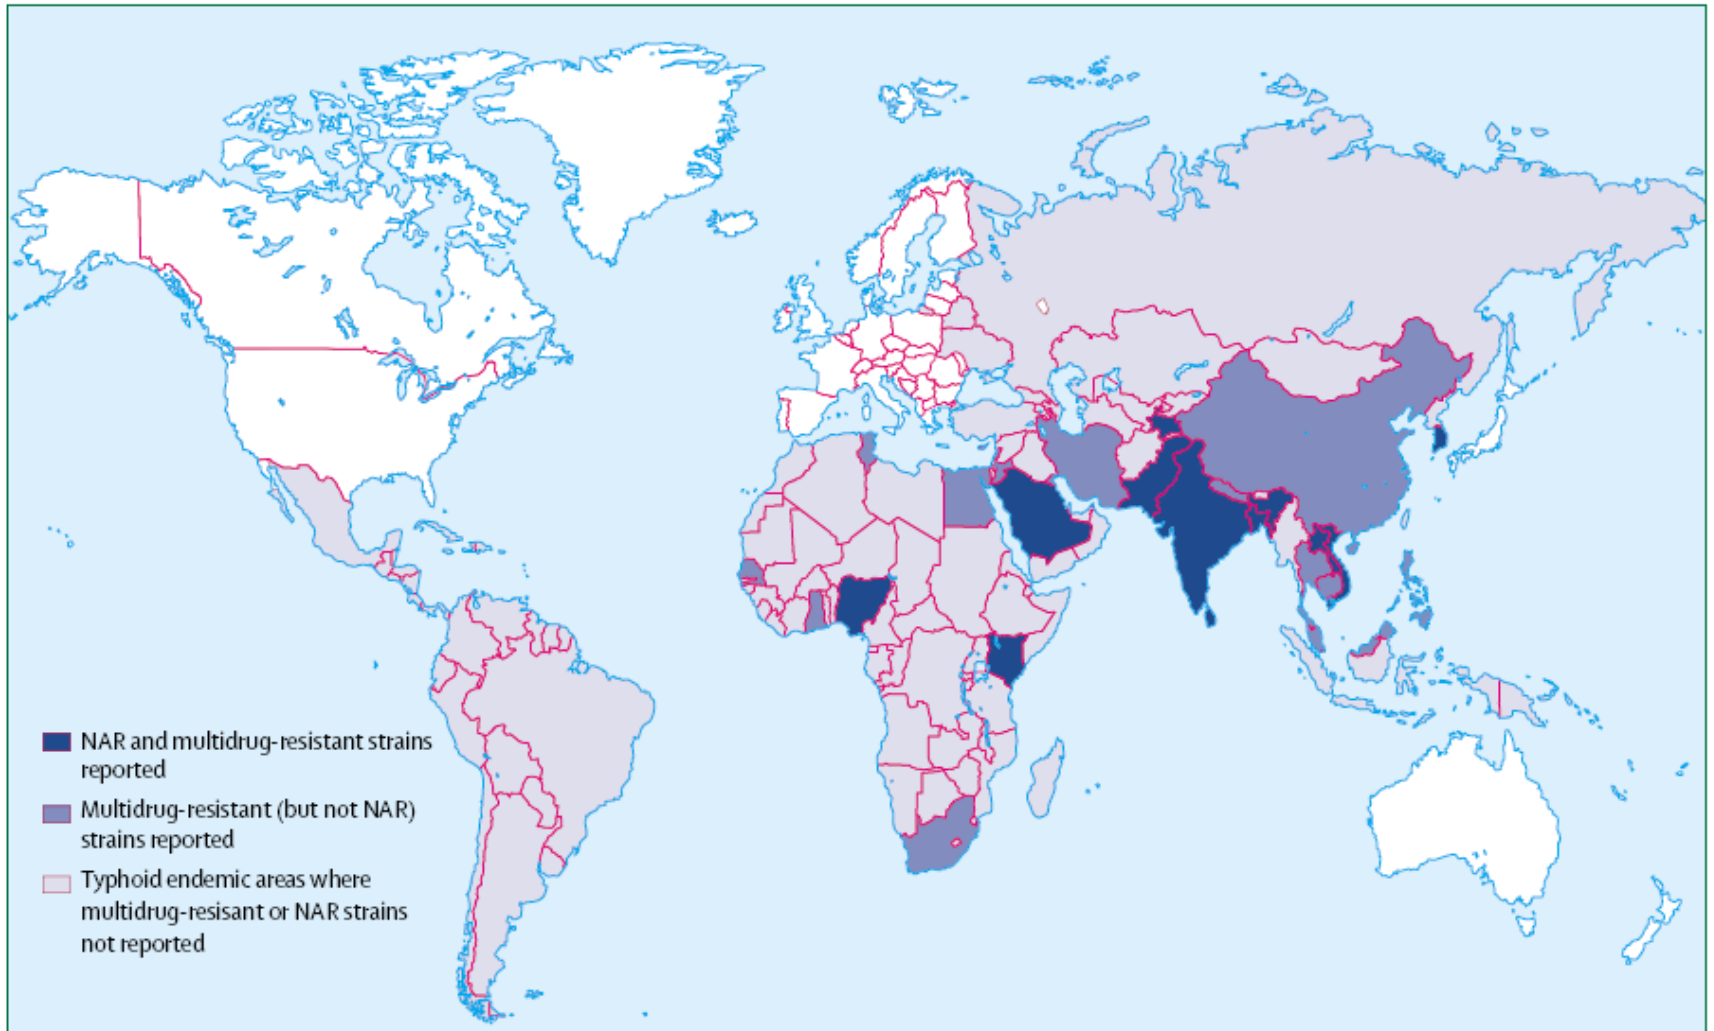 NAR and multidrug-resistant strains
reported
Multidrug-resistant (but not NAR)
strains reported
Typhoid endemic areas where
multidrug-resisant or NAR strains
not reported